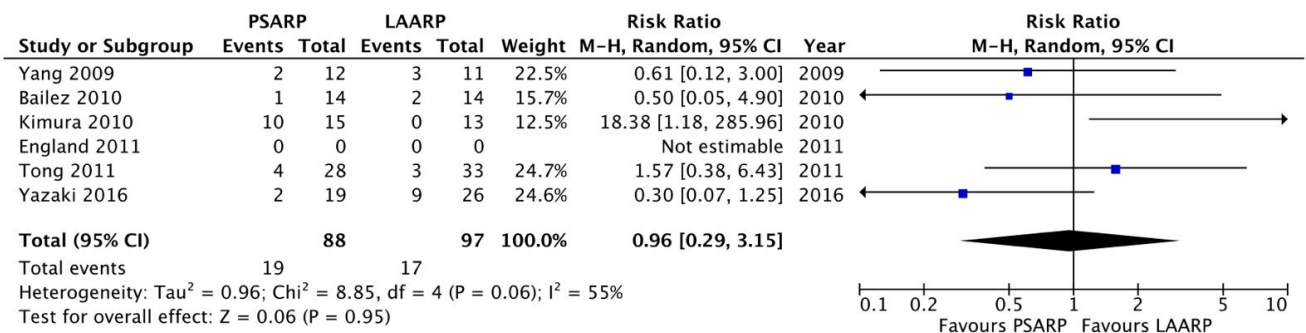 PSARP LAARP Risk Ratio Risk Ratio
Study or Subgroup Events Total Events Total Weight M-H, Random, 95% CI Year M-H, Random, 95% CI
Yang 2009 2 12 3 11 22.5% 0.61 [0.12, 3.00] 2009
Bailez 2010 1 14 2 14 15.7% 0.50 [0.05, 4.90] 2010
Kimura 2010 10 15 0 13 12.5% 18.38 [1.18, 285.96] 2010
England 2011 0 0 0 0 Not estimable 2011
Tong 2011 4 28 3 33 24.7% 1.57 [0.38, 6.43] 2011
Yazaki 2016 2 19 9 26 24.6% 0.30 [0.07, 1.25] 2016
Total (95% CI) 88 97 100.0% 0.96 [0.29, 3.15]
Total events 19 17
Heterogeneity: Tau² = 0.96; Chi² = 8.85, df = 4 (P = 0.06); I² = 55%
Test for overall effect: Z = 0.06 (P = 0.95)
0.1 0.2 0.5 1 2 5 10
Favours PSARP Favours LAARP